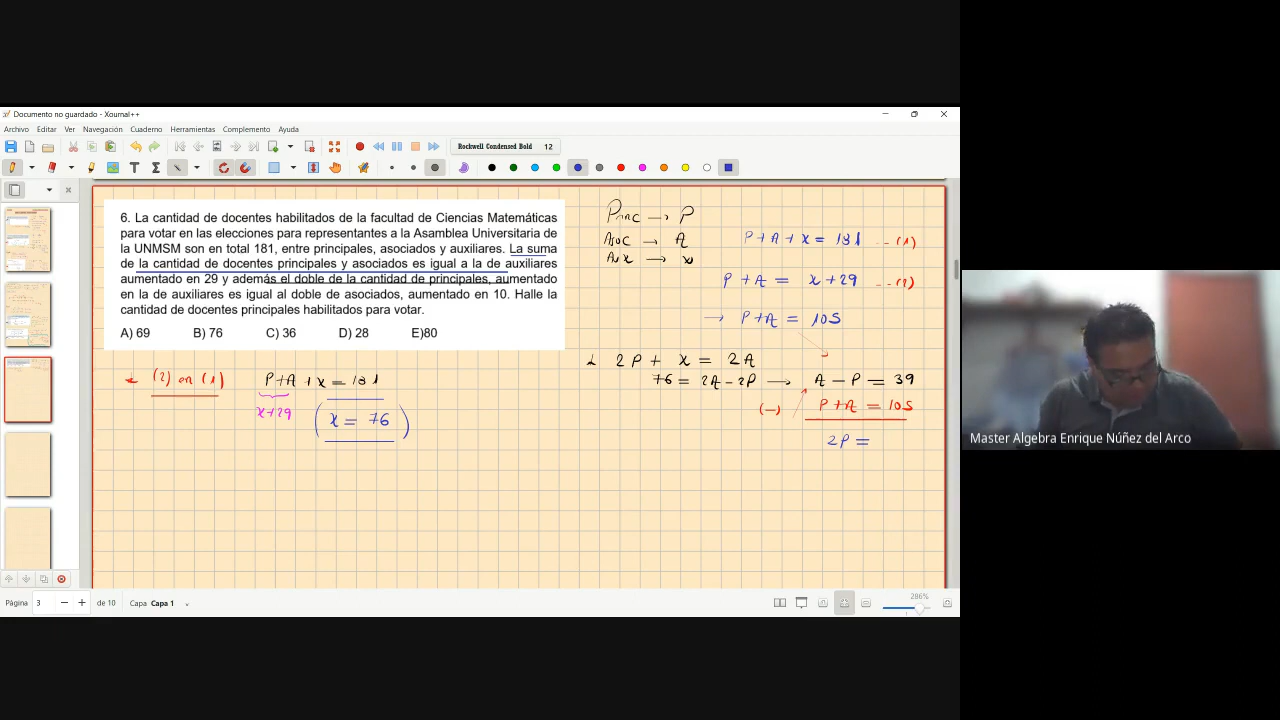 Documento no guardado - Xournal++
Archivo Editar Ver Navegación Cuaderno Herramientas Complemento Ayuda
Rockwell Condensed Bold 12
6. La cantidad de docentes habilitados de la facultad de Ciencias Matemáticas
para votar en las elecciones para representantes a la Asamblea Universitaria de
la UNMSM son en total 181, entre principales, asociados y auxiliares. La suma
de la cantidad de docentes principales y asociados es igual a la de auxiliares
aumentado en 29 y además el doble de la cantidad de principales, aumentado
en la de auxiliares es igual al doble de asociados, aumentado en 10. Halle la
cantidad de docentes principales habilitados para votar.
A) 69 B) 76 C) 36 D) 28 E)80
Princ → P
Asoc → A
Aux → x
P + A + x = 181 ... (1)
P + A = x + 29 ... (2)
→ P + A = 105
2P + x = 2A
76 = 2A - 2P → A - P = 39
(-) P + A = 105
2P =
(2) en (1) P + A + x = 181
x + 29
( x = 76 )
Master Algebra Enrique Núñez del Arco
Página 3 de 10 Capa Capa 1
286%